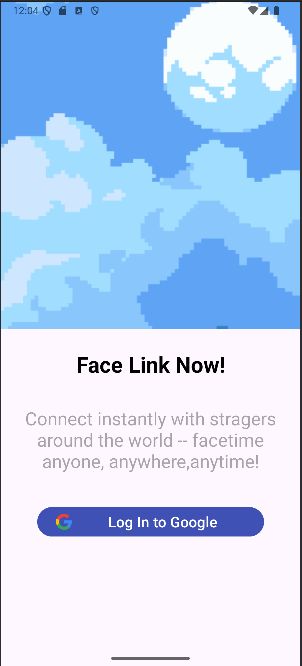 12:04
Face Link Now!
Connect instantly with stragers
around the world -- facetime
anyone, anywhere,anytime!
Log In to Google